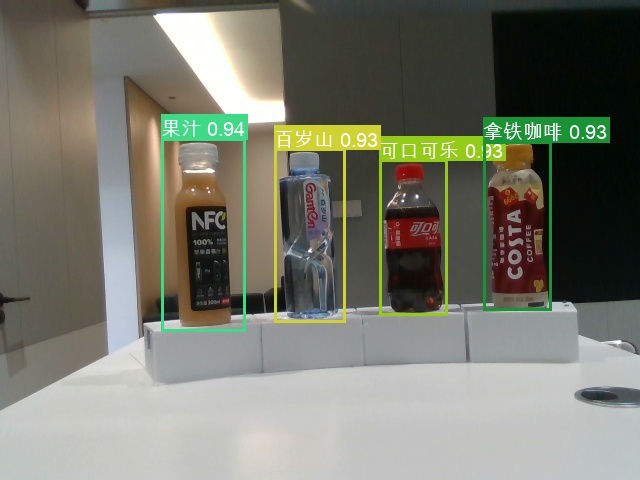 果汁 0.94
百岁山 0.93
可口可乐 0.93
拿铁咖啡 0.93
NFC
100%
Ganten
可口可
COSTA
COFFEE